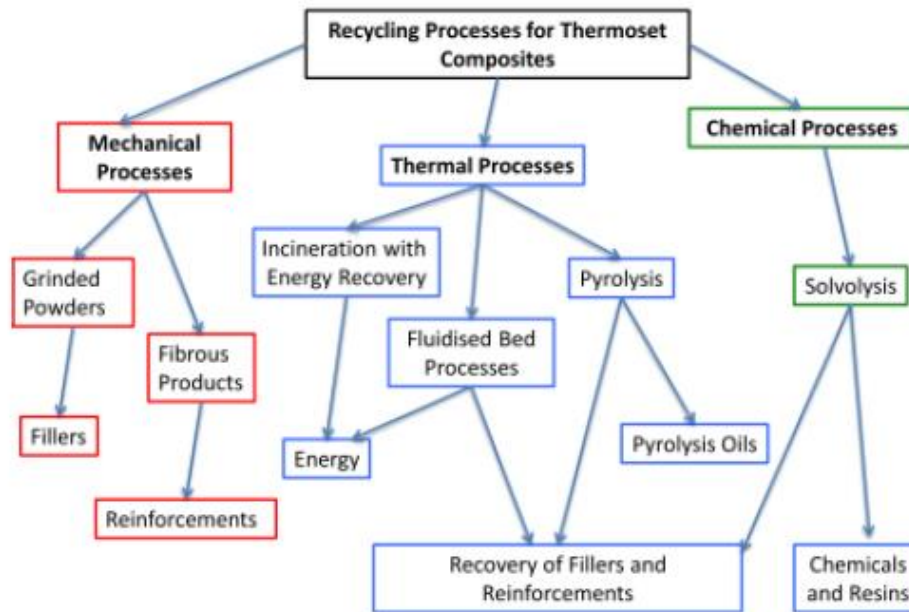 Recycling Processes for Thermoset
Composites
Mechanical
Processes
Thermal Processes
Chemical Processes
Incineration with
Energy Recovery
Pyrolysis
Solvolysis
Grinded
Powders
Fibrous
Products
Fluidised Bed
Processes
Fillers
Energy
Pyrolysis Oils
Reinforcements
Recovery of Fillers and
Reinforcements
Chemicals
and Resins